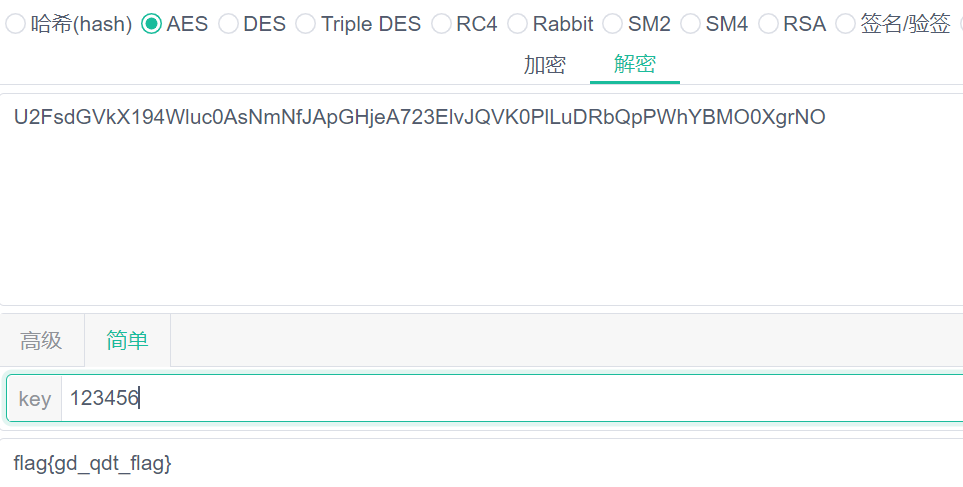 哈希(hash) AES DES Triple DES RC4 Rabbit SM2 SM4 RSA 签名/验签
加密 解密
U2FsdGVkX194Wluc0AsNmNfJApGHjeA723ElvJQVK0PlLuDRbQpPWhYBMO0XgrNO
高级 简单
key 123456
flag{gd_qdt_flag}